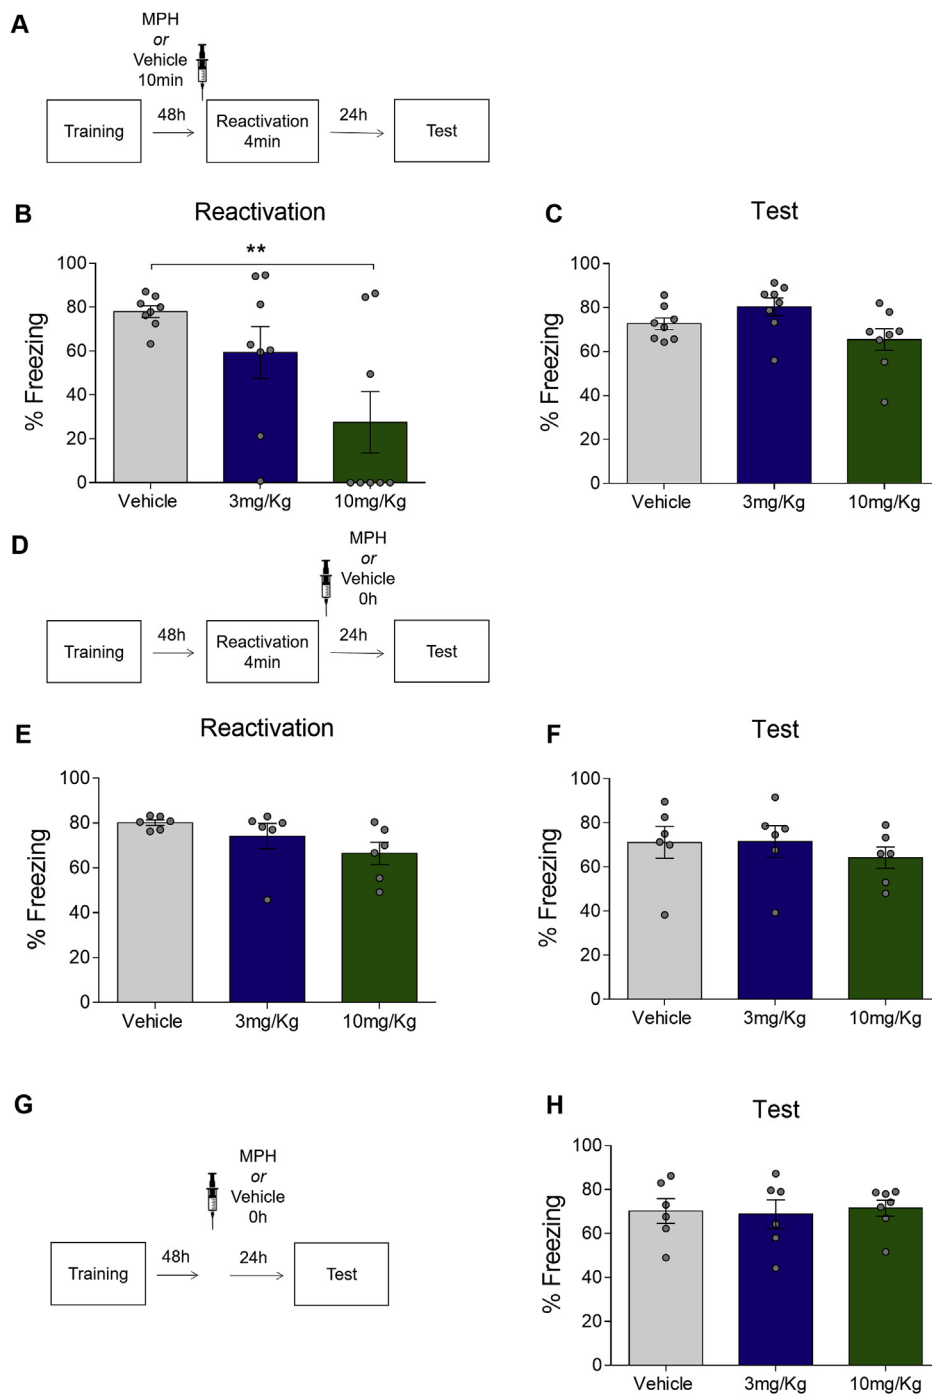 A
MPH
or
Vehicle
10min
Training
48h
Reactivation
4min
24h
Test
B
Reactivation
**
% Freezing
100
80
60
40
20
0
Vehicle
3mg/Kg
10mg/Kg
C
Test
% Freezing
100
80
60
40
20
0
Vehicle
3mg/Kg
10mg/Kg
D
MPH
or
Vehicle
0h
Training
48h
Reactivation
4min
24h
Test
E
Reactivation
% Freezing
100
80
60
40
20
0
Vehicle
3mg/Kg
10mg/Kg
F
Test
% Freezing
100
80
60
40
20
0
Vehicle
3mg/Kg
10mg/Kg
G
MPH
or
Vehicle
0h
Training
48h
24h
Test
H
Test
% Freezing
100
80
60
40
20
0
Vehicle
3mg/Kg
10mg/Kg